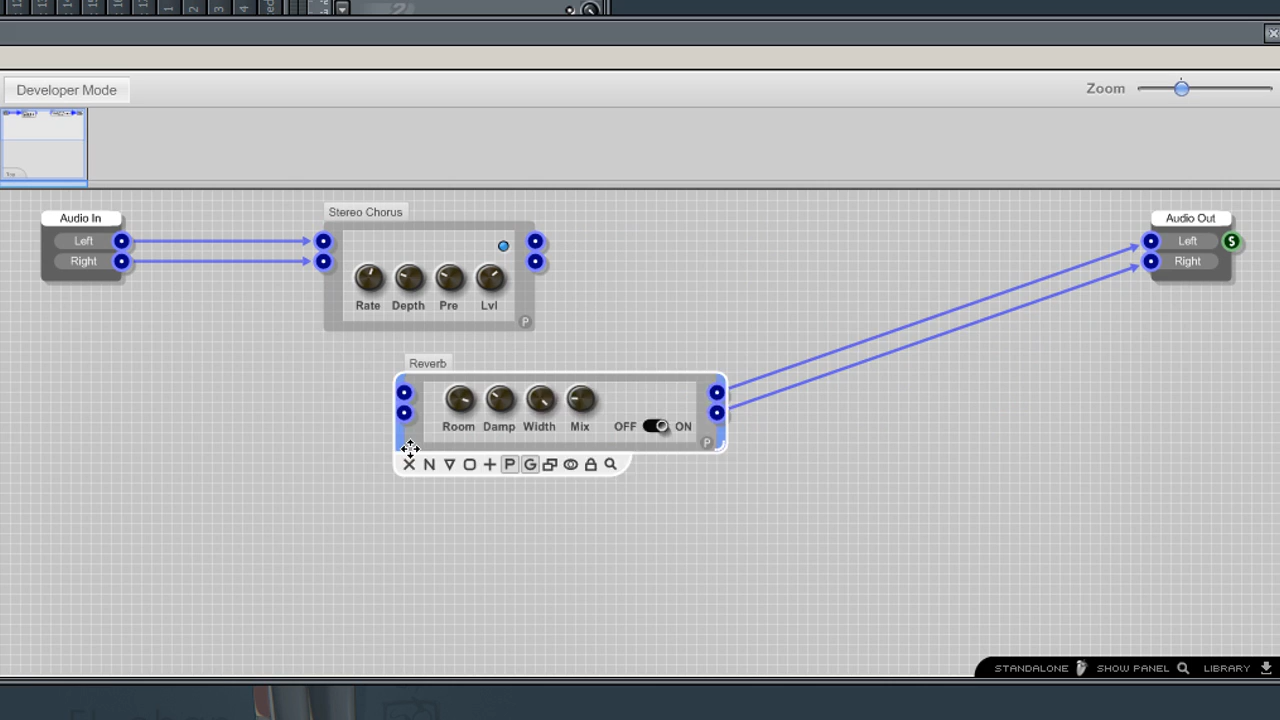 Developer Mode
Zoom
Audio In
Left
Right
Stereo Chorus
Rate Depth Pre Lvl
P
Audio Out
Left
S
Right
Reverb
Room Damp Width Mix OFF ON
P
N P G
STANDALONE SHOW PANEL LIBRARY